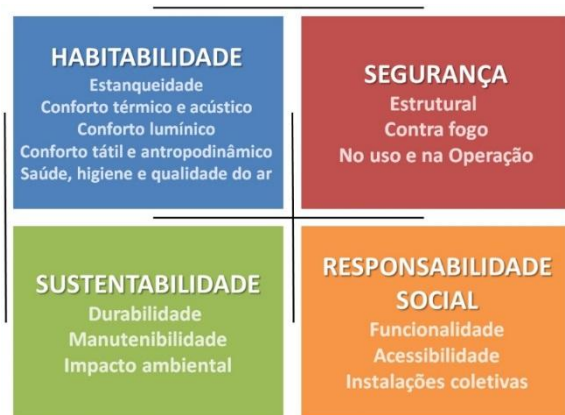 HABITABILIDADE
Estanqueidade
Conforto térmico e acústico
Conforto lumínico
Conforto tátil e antropodinâmico
Saúde, higiene e qualidade do ar
SEGURANÇA
Estrutural
Contra fogo
No uso e na Operação
SUSTENTABILIDADE
Durabilidade
Manutenibilidade
Impacto ambiental
RESPONSABILIDADE
SOCIAL
Funcionalidade
Acessibilidade
Instalações coletivas